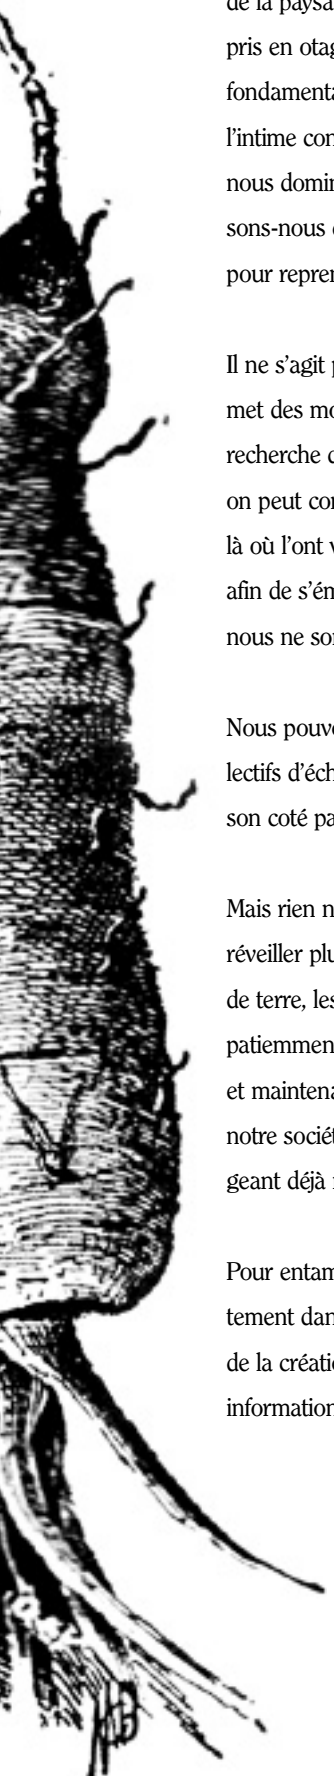 de la paysa
pris en otag
fondamenta
l'intime con
nous domin
sons-nous
pour repren
Il ne s'agit
met des mo
recherche
on peut con
là où l'ont
afin de s'ém
nous ne son
Nous pouve
lectifs d'éch
son coté pa
Mais rien n
réveiller plu
de terre, les
patiemmen
et maintena
notre sociét
geant déjà
Pour entam
tement dan
de la créati
information